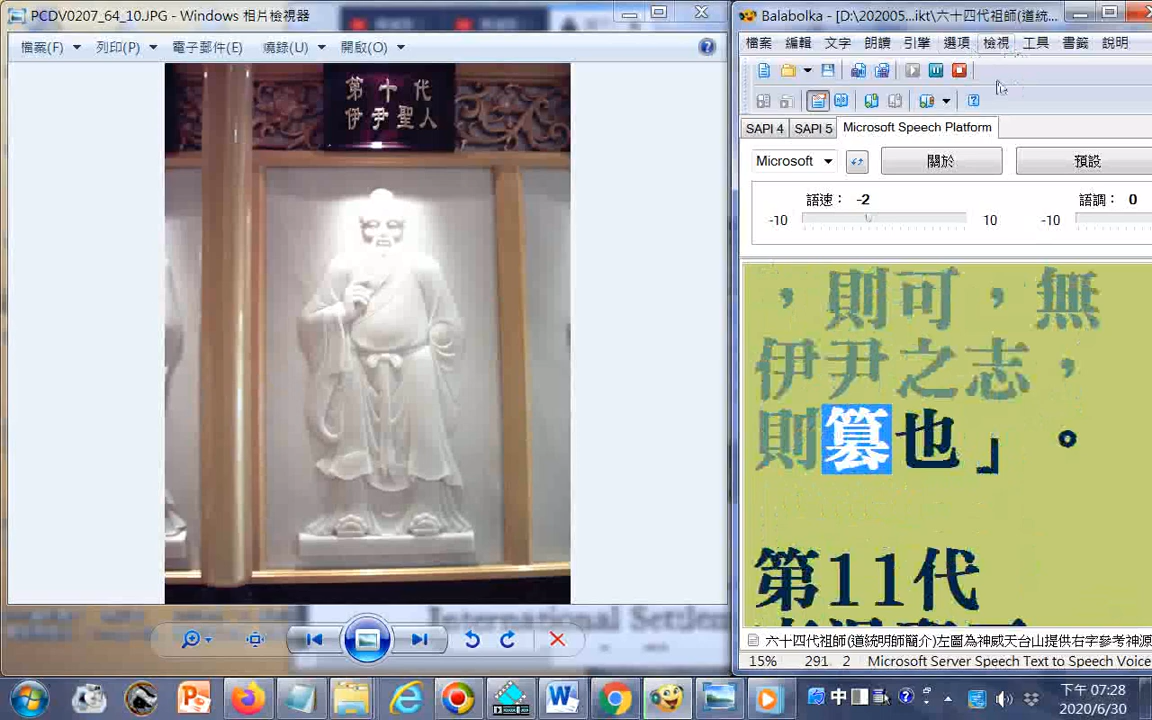 PCDV0207_64_10.JPG - Windows 相片檢視器
檔案(F) 列印(P) 電子郵件(E) 燒錄(U) 開啟(O)
第十代
伊尹聖人
International Settlem
Balabolka - [D:\202005...ikt\六十四代祖師(道統...
檔案 編輯 文字 朗讀 引擎 選項 檢視 工具 書籤 說明
SAPI 4 SAPI 5 Microsoft Speech Platform
Microsoft 關於 預設
語速： -2 語調： 0
-10 10 -10
，則可，無
伊尹之志，
則篡也」。
第11代
六十四代祖師(道統明師簡介)左圖為神威天台山提供右字參考神源
15% 291 2 Microsoft Server Speech Text to Speech Voice
中
下午 07:28
2020/6/30